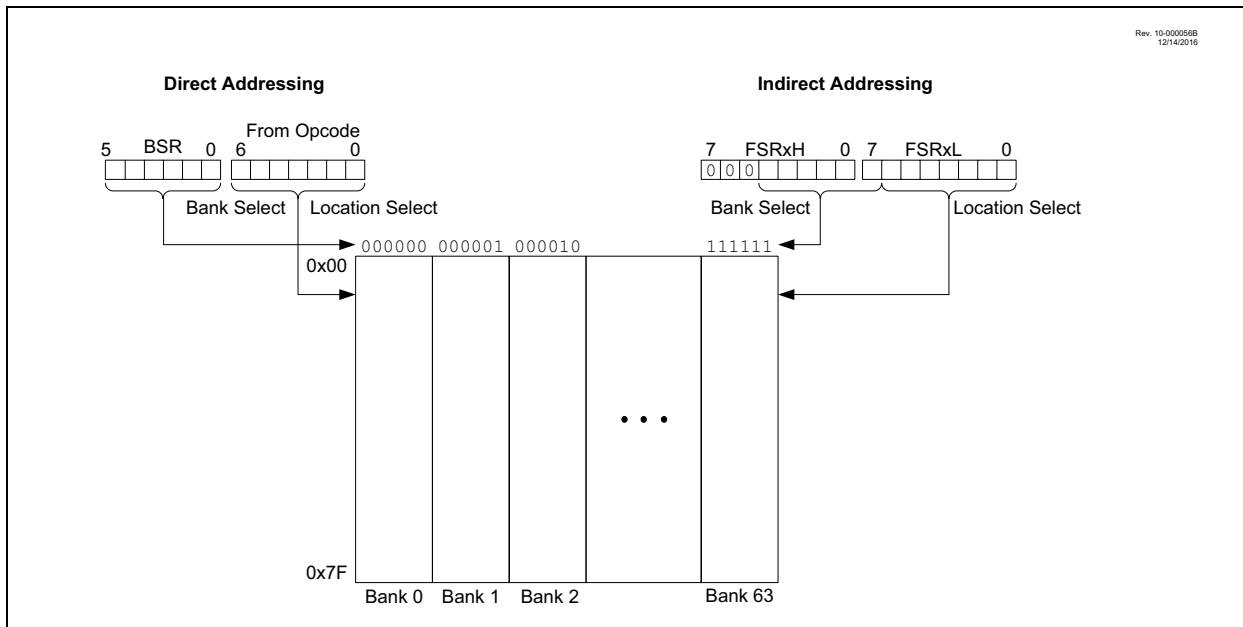 Rev. 10-000056B
12/14/2016
Direct Addressing
Indirect Addressing
From Opcode
5 BSR 0 6 0
7 FSRxH 0 7 FSRxL 0
0 0 0
Bank Select Location Select
Bank Select Location Select
000000 000001 000010 111111
0x00
0x7F
Bank 0 Bank 1 Bank 2 Bank 63